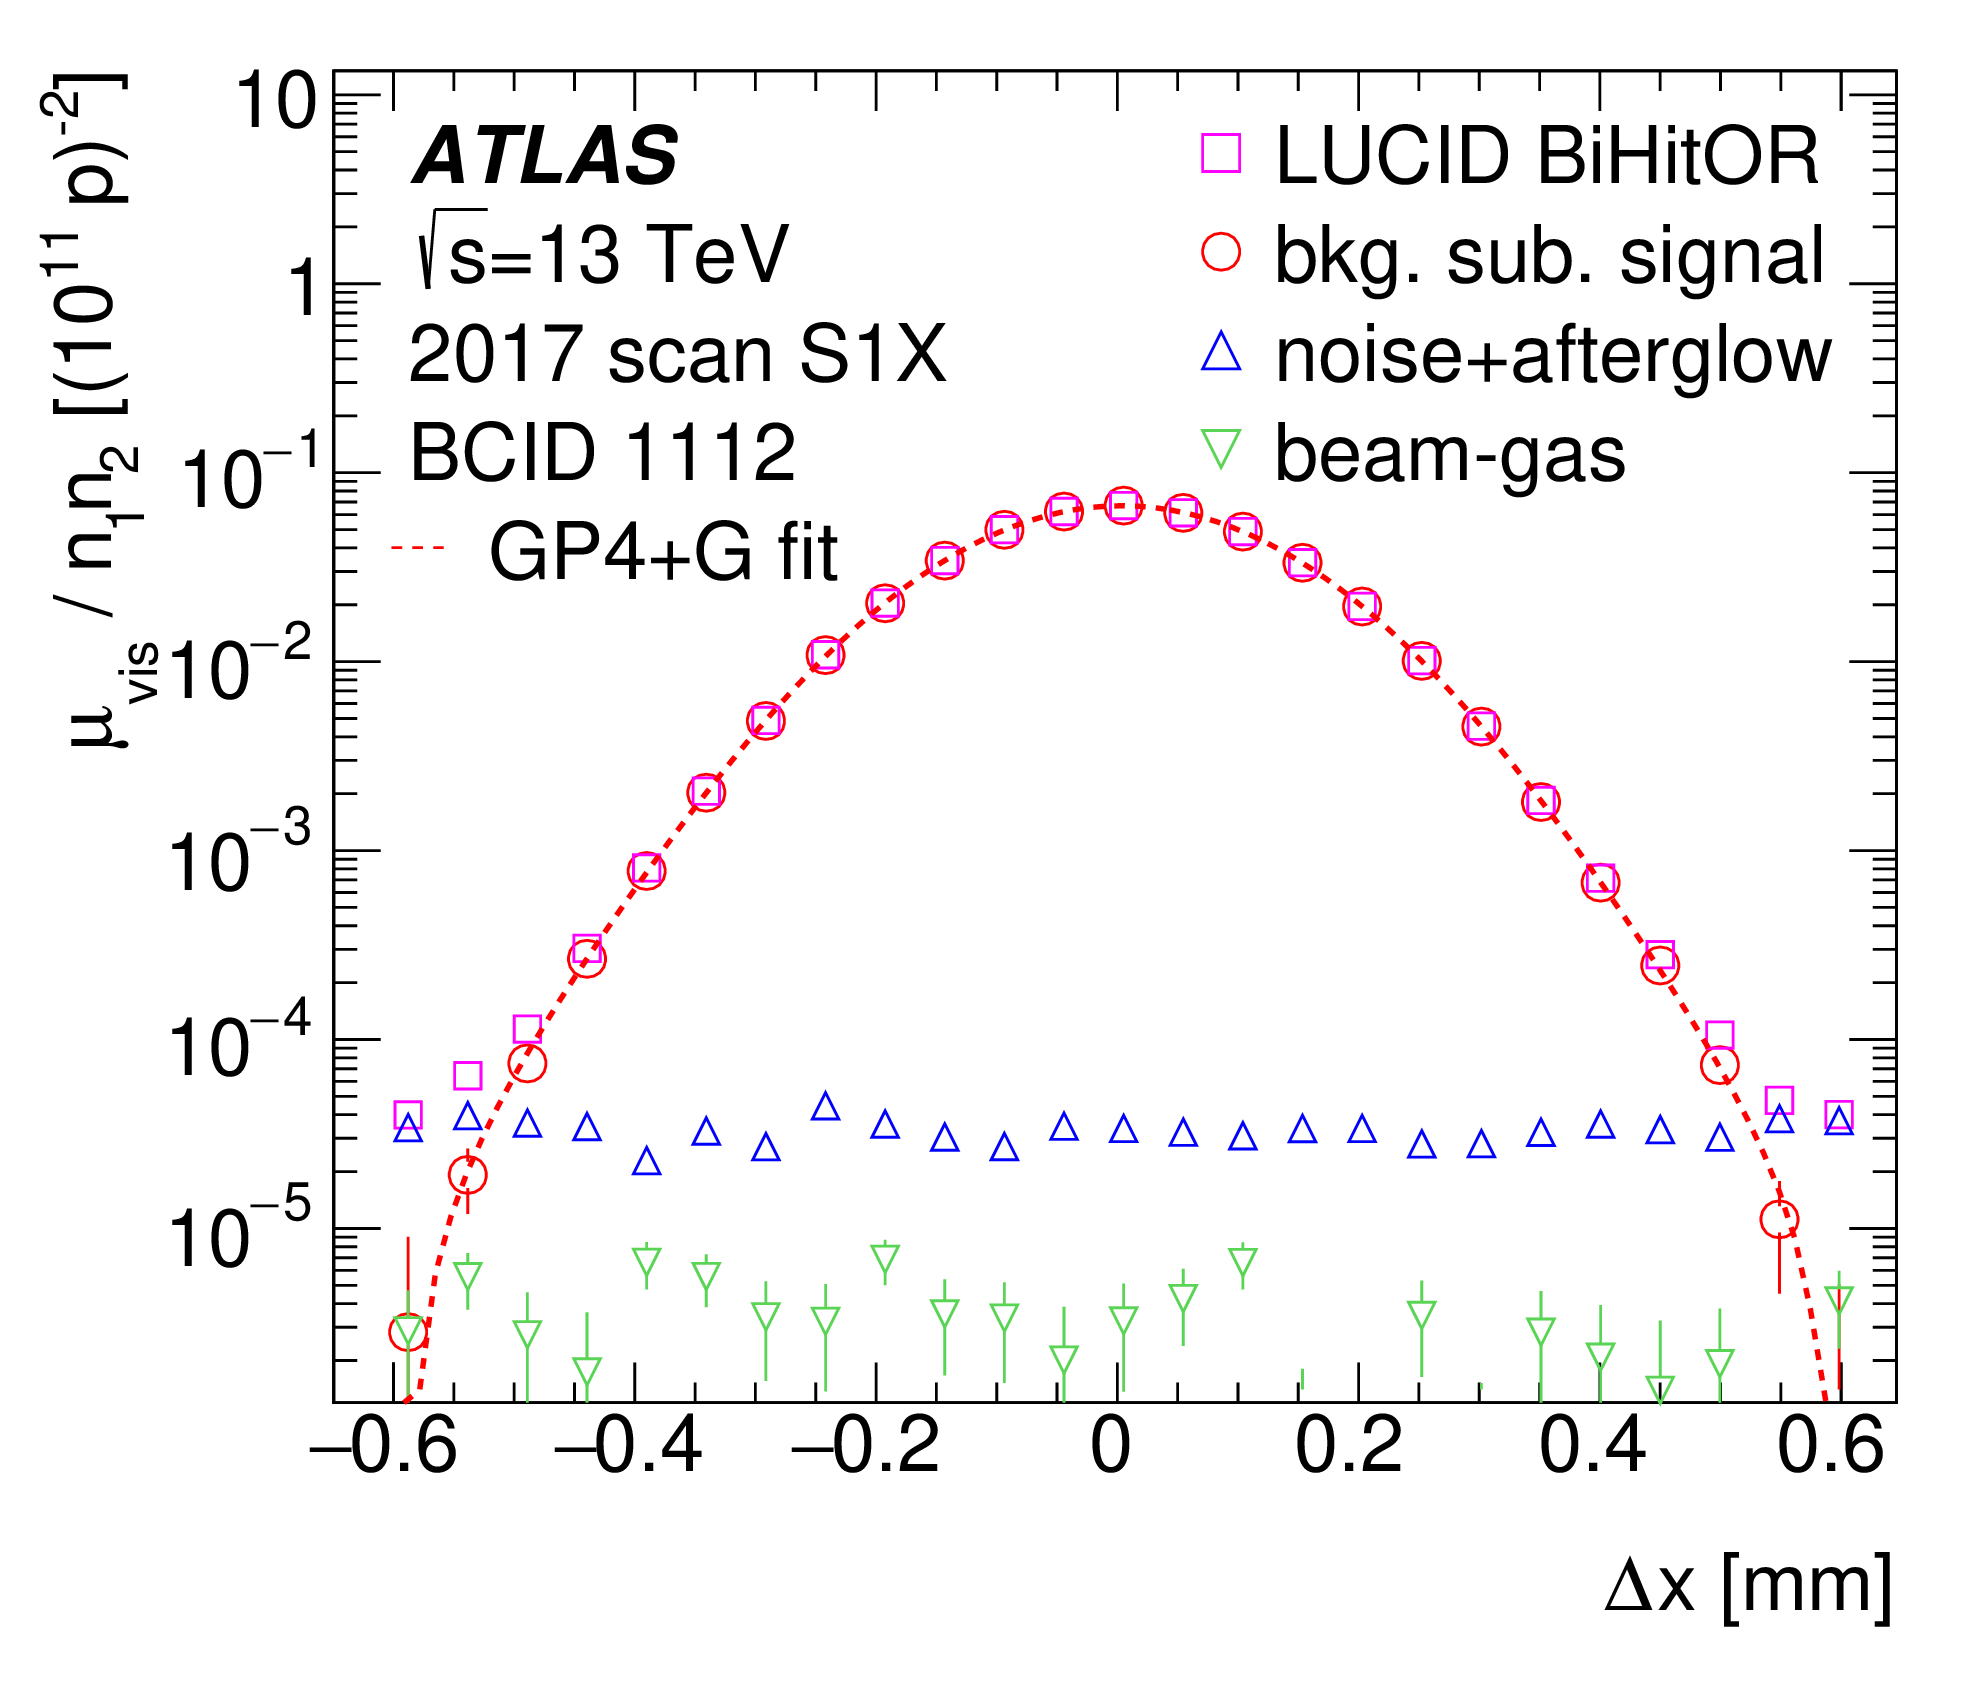 ATLAS
√s=13 TeV
2017 scan S1X
BCID 1112
GP4+G fit
LUCID BiHitOR
bkg. sub. signal
noise+afterglow
beam-gas
μvis / n1n2 [(10^11 p)^-2]
10
1
10^−1
10^−2
10^−3
10^−4
10^−5
−0.6 −0.4 −0.2 0 0.2 0.4 0.6
Δx [mm]